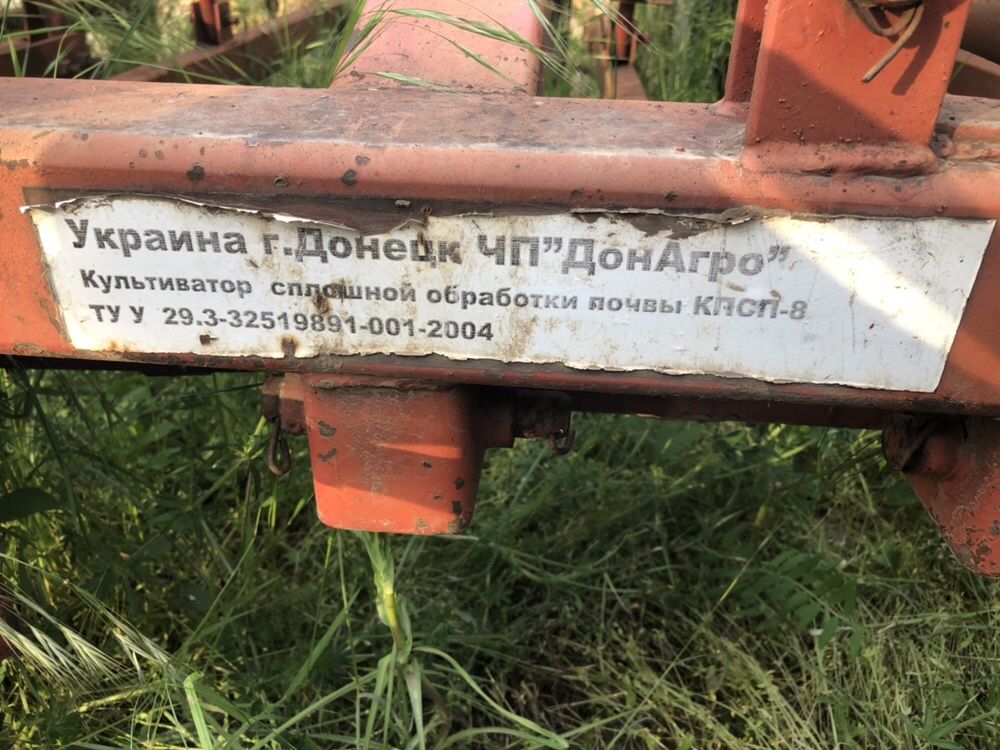 Украина г.Донецк ЧП"ДонАгро"
Культиватор сплошной обработки почвы КПСП-8
ТУ У 29.3-32519891-001-2004